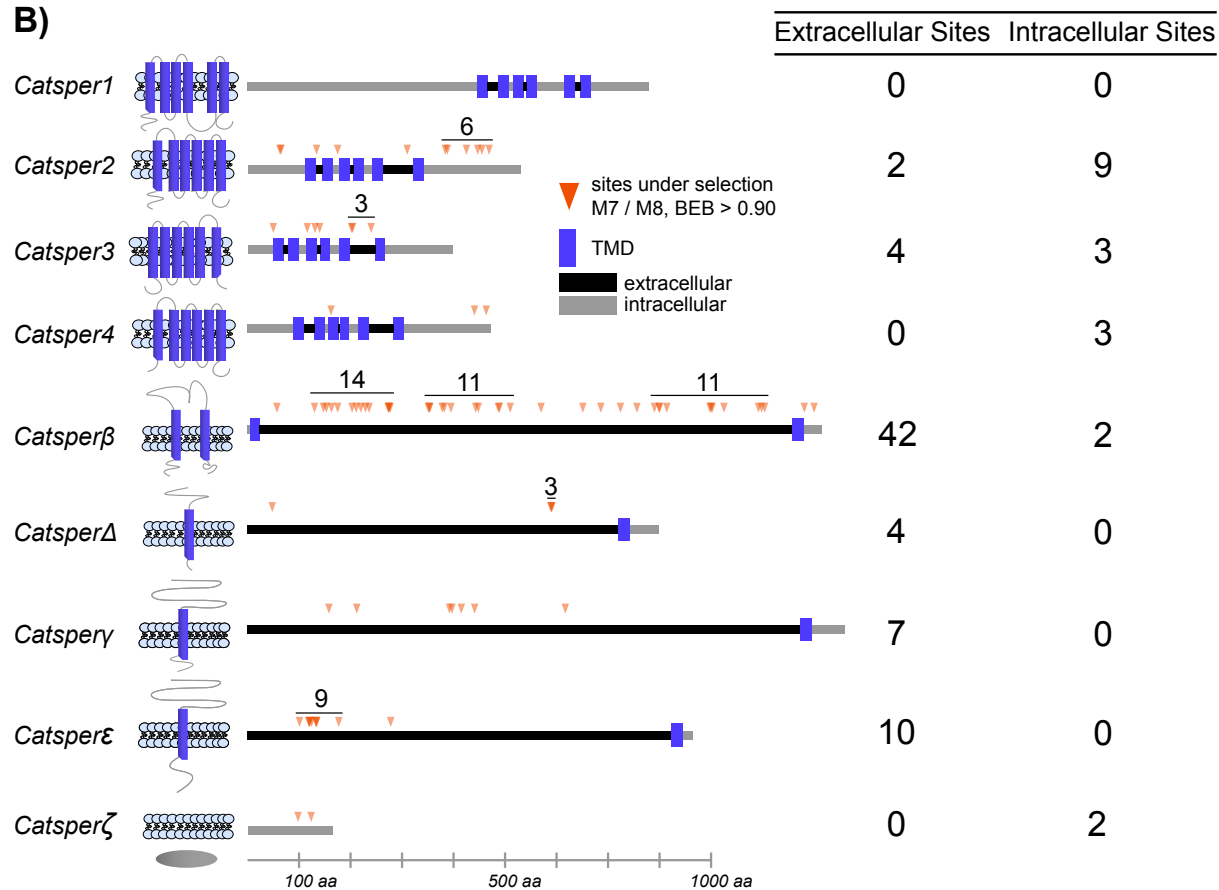 B)
Extracellular Sites Intracellular Sites
Catsper1 0 0
6
Catsper2 2 9
sites under selection
M7 / M8, BEB > 0.90
3
TMD
Catsper3 4 3
extracellular
intracellular
Catsper4 0 3
14 11 11
Catsperβ 42 2
3
CatsperΔ 4 0
Catsperγ 7 0
9
Catsperε 10 0
Catsperζ 0 2
100 aa 500 aa 1000 aa